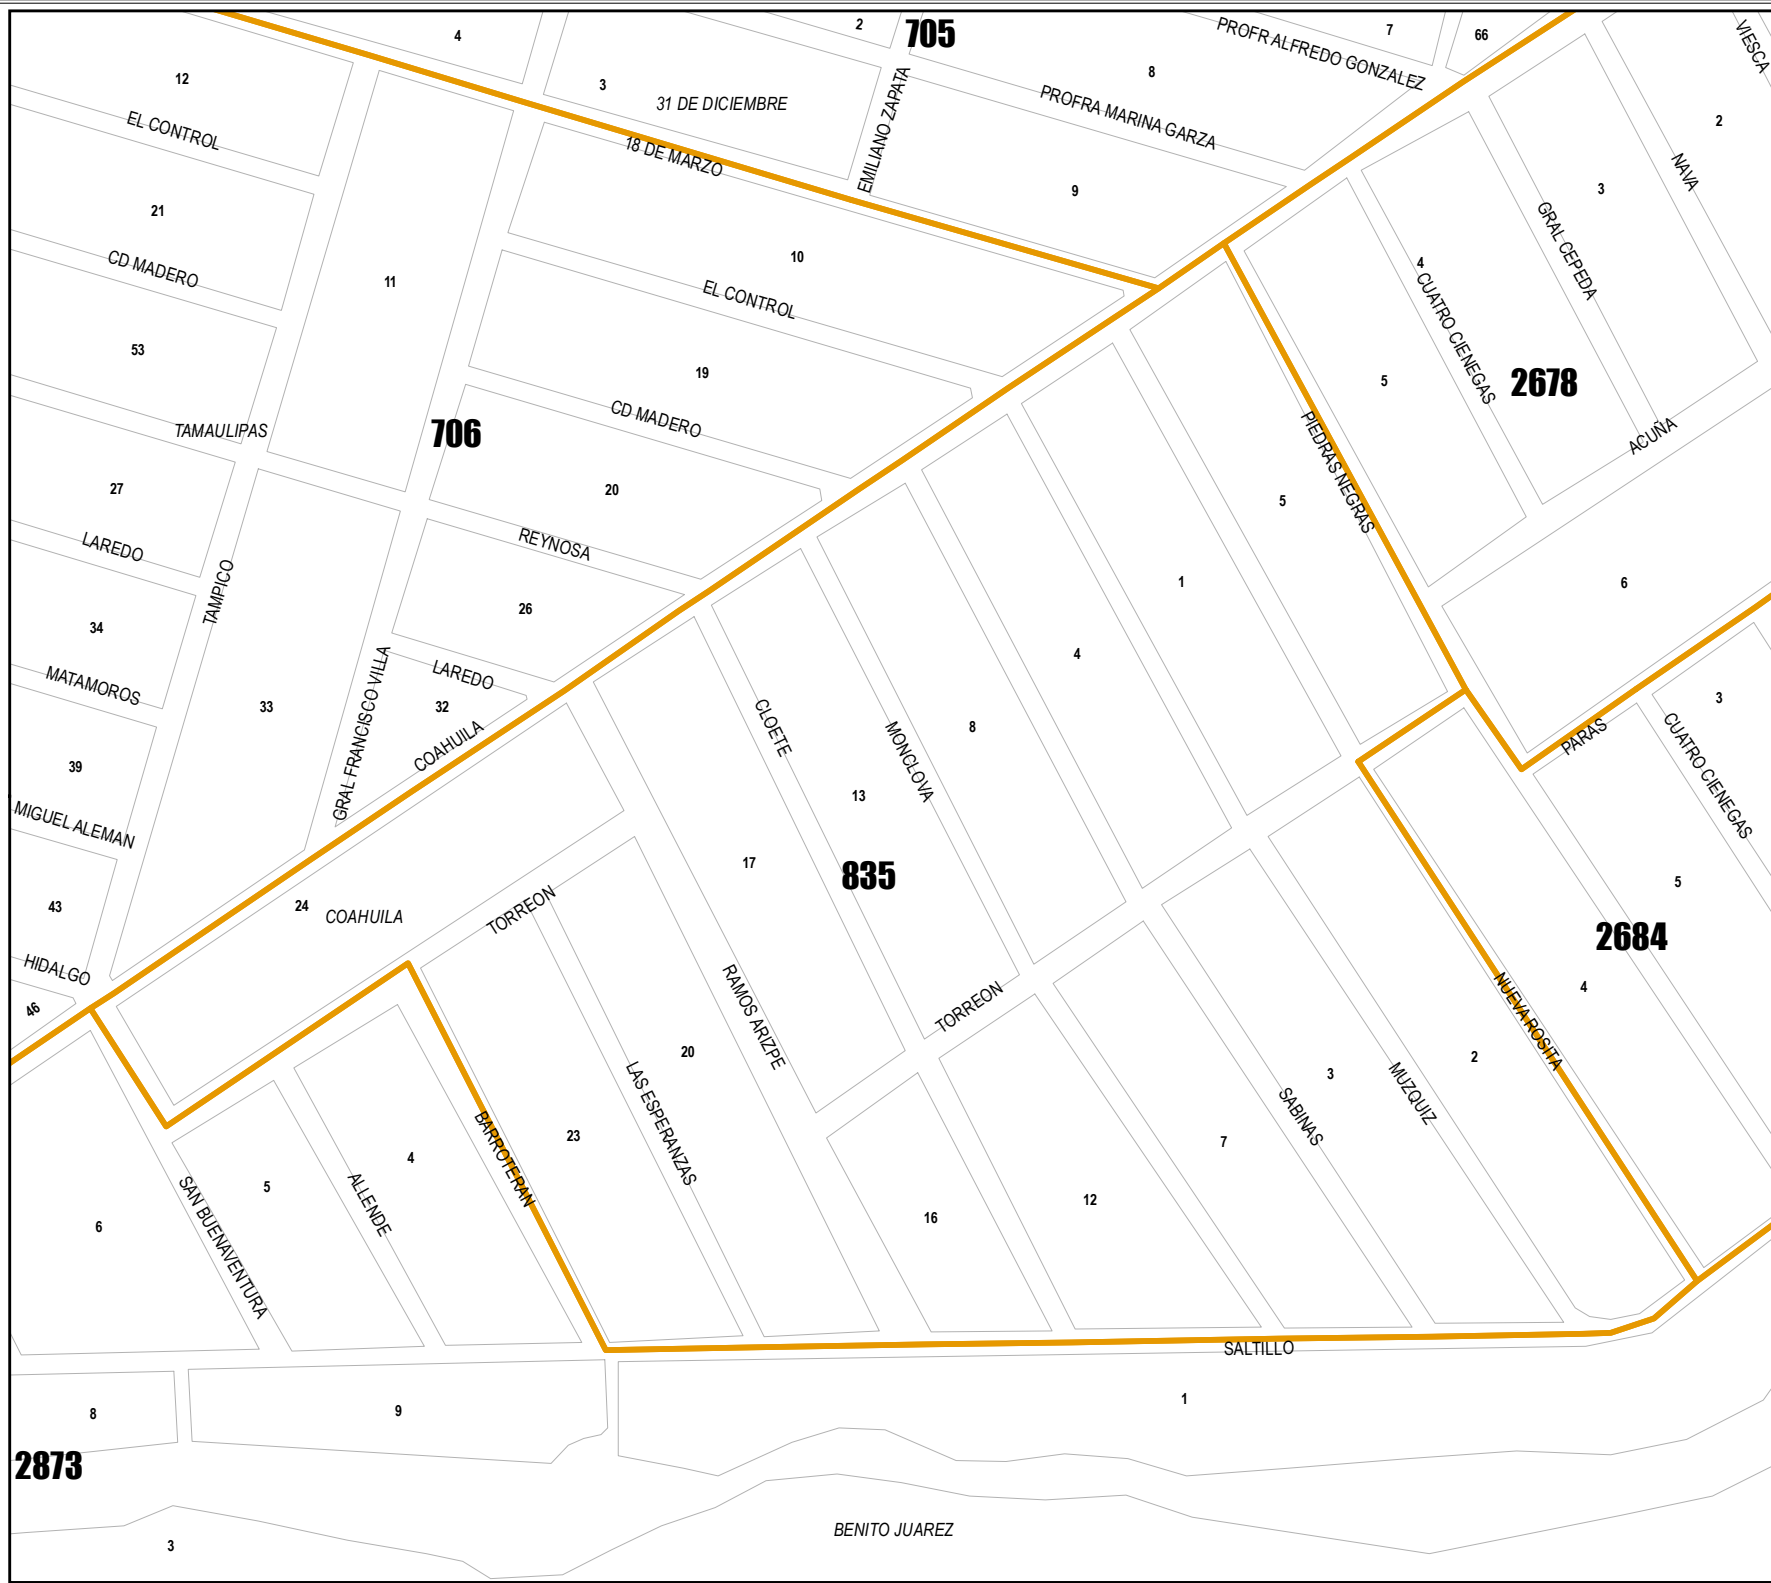 4
2
705
PROFR ALFREDO GONZALEZ
7
66
VIESCA
12
3
31 DE DICIEMBRE
EMILIANO ZAPATA
8
PROFRA MARINA GARZA
2
EL CONTROL
18 DE MARZO
9
3
NAVA
21
10
4
GRAL CEPEDA
CD MADERO
11
EL CONTROL
CUATRO CIENEGAS
2678
53
19
5
CD MADERO
PIEDRAS NEGRAS
ACUÑA
TAMAULIPAS
706
27
20
5
LAREDO
REYNOSA
TAMPICO
26
1
6
34
MATAMOROS
33
GRAL FRANCISCO VILLA
LAREDO
32
COAHUILA
CLOETE
MONCLOVA
8
4
3
PARAS
CUATRO CIENEGAS
39
MIGUEL ALEMAN
13
17
835
5
43
24
COAHUILA
TORREON
2684
HIDALGO
46
RAMOS ARIZPE
TORREON
4
NUEVA ROSITA
20
LAS ESPERANZAS
3
MUZQUIZ
2
SABINAS
BARROTERAN
23
7
4
5
ALLENDE
SAN BUENAVENTURA
6
16
12
SALTILLO
8
9
1
2873
BENITO JUAREZ
3